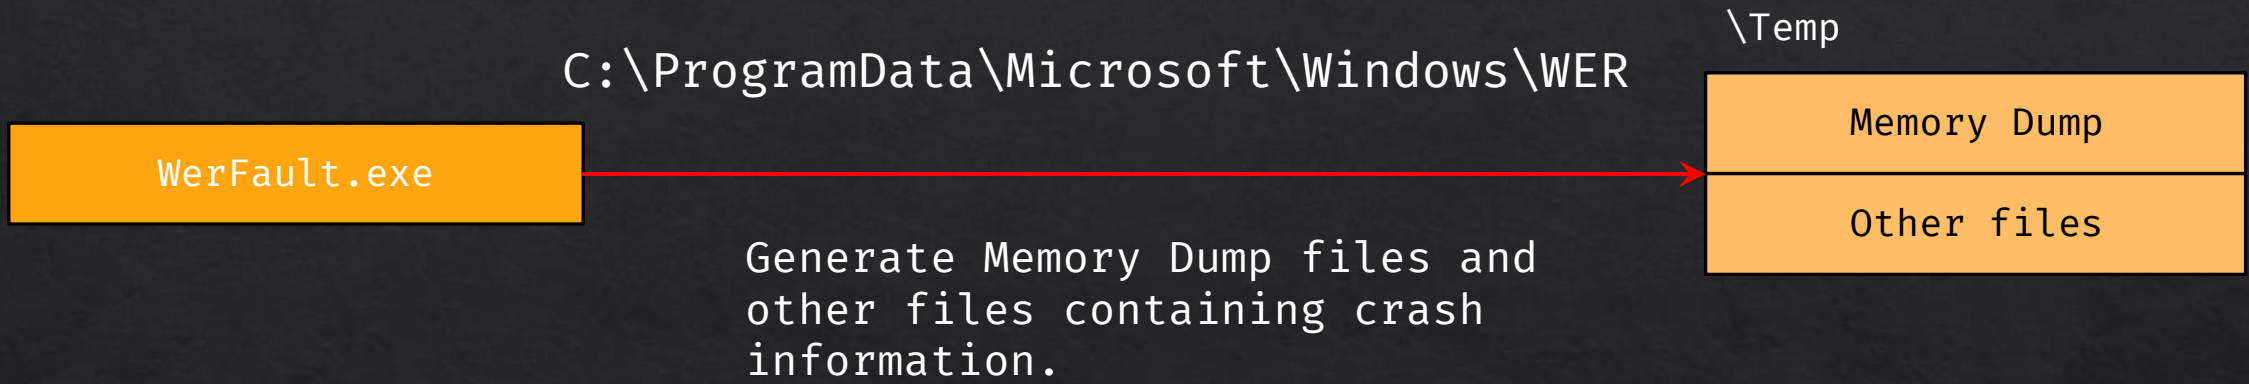 \Temp
C:\ProgramData\Microsoft\Windows\WER
Memory Dump
WerFault.exe
Other files
Generate Memory Dump files and
other files containing crash
information.